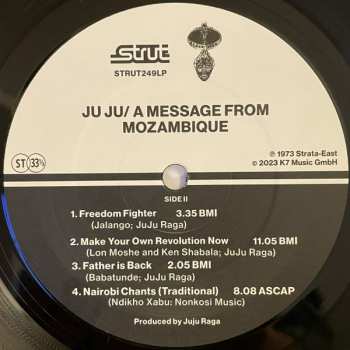 Strut
STRUT249LP
JU JU/ A MESSAGE FROM
MOZAMBIQUE
℗ 1973 Strata-East
© 2023 K7 Music GmbH
ST 33⅓
SIDE II
1. Freedom Fighter 3.35 BMI
(Jalango; JuJu Raga)
2. Make Your Own Revolution Now 11.05 BMI
(Lon Moshe and Ken Shabala; JuJu Raga)
3. Father is Back 2.05 BMI
(Babatunde; JuJu Raga)
4. Nairobi Chants (Traditional) 8.08 ASCAP
(Ndikho Xabu; Nonkosi Music)
Produced by Juju Raga